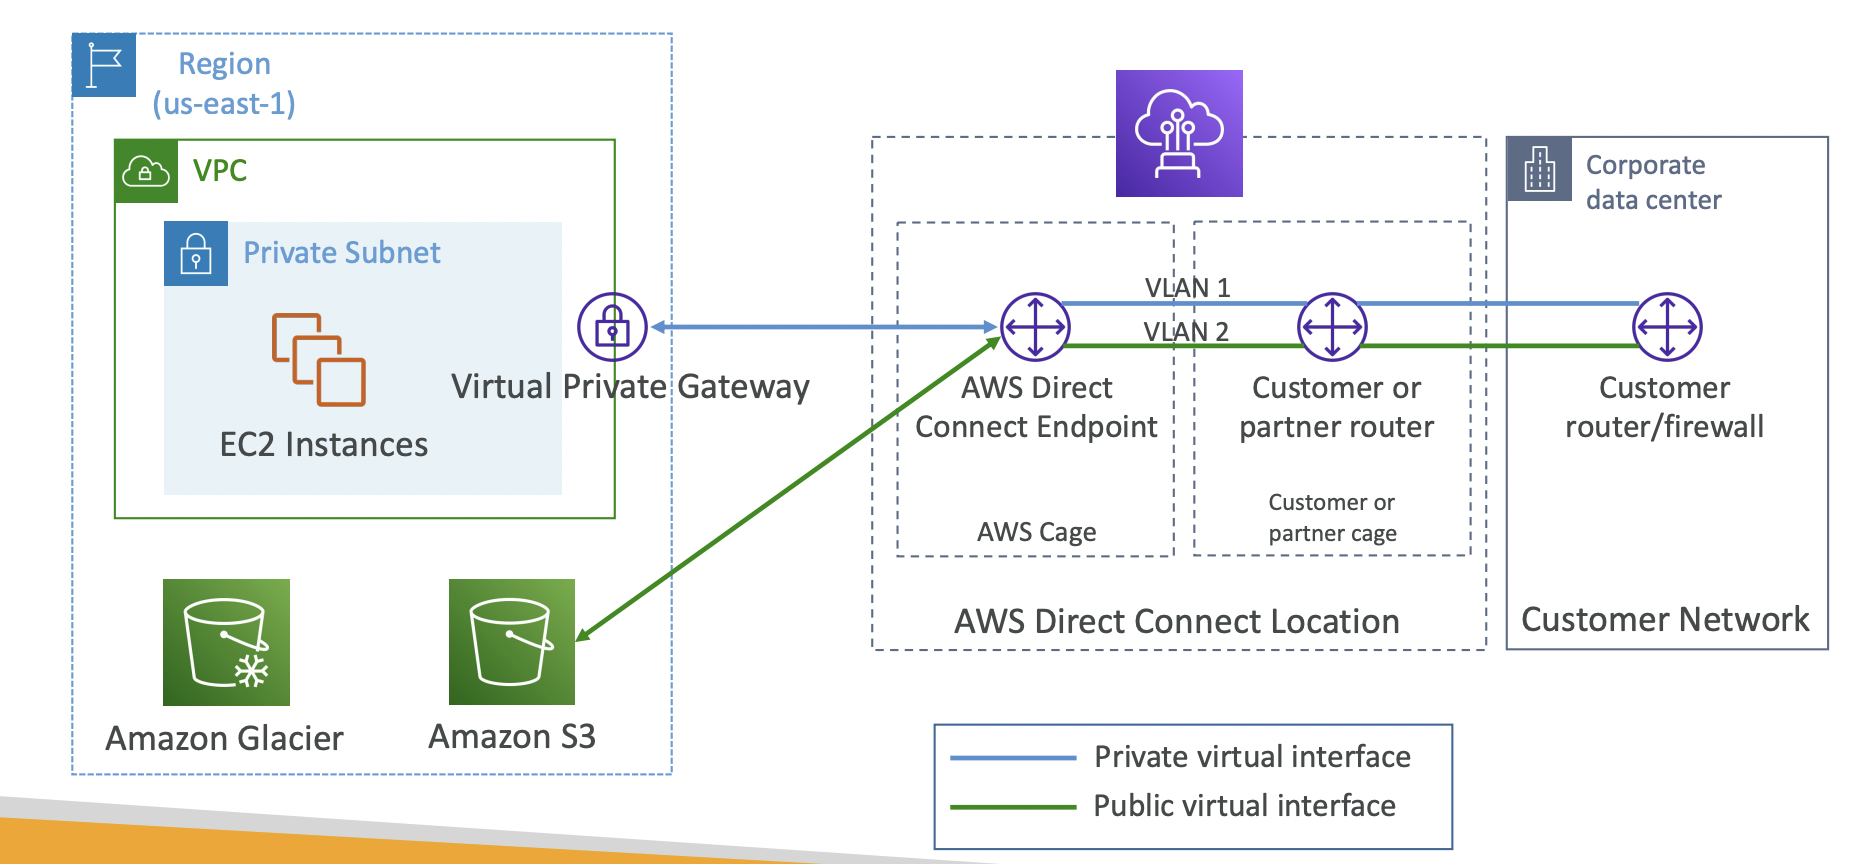 Region
(us-east-1)
VPC
Private Subnet
EC2 Instances
Virtual Private Gateway
Amazon Glacier
Amazon S3
VLAN 1
VLAN 2
AWS Direct
Connect Endpoint
AWS Cage
Customer or
partner router
Customer or
partner cage
AWS Direct Connect Location
Corporate
data center
Customer
router/firewall
Customer Network
Private virtual interface
Public virtual interface